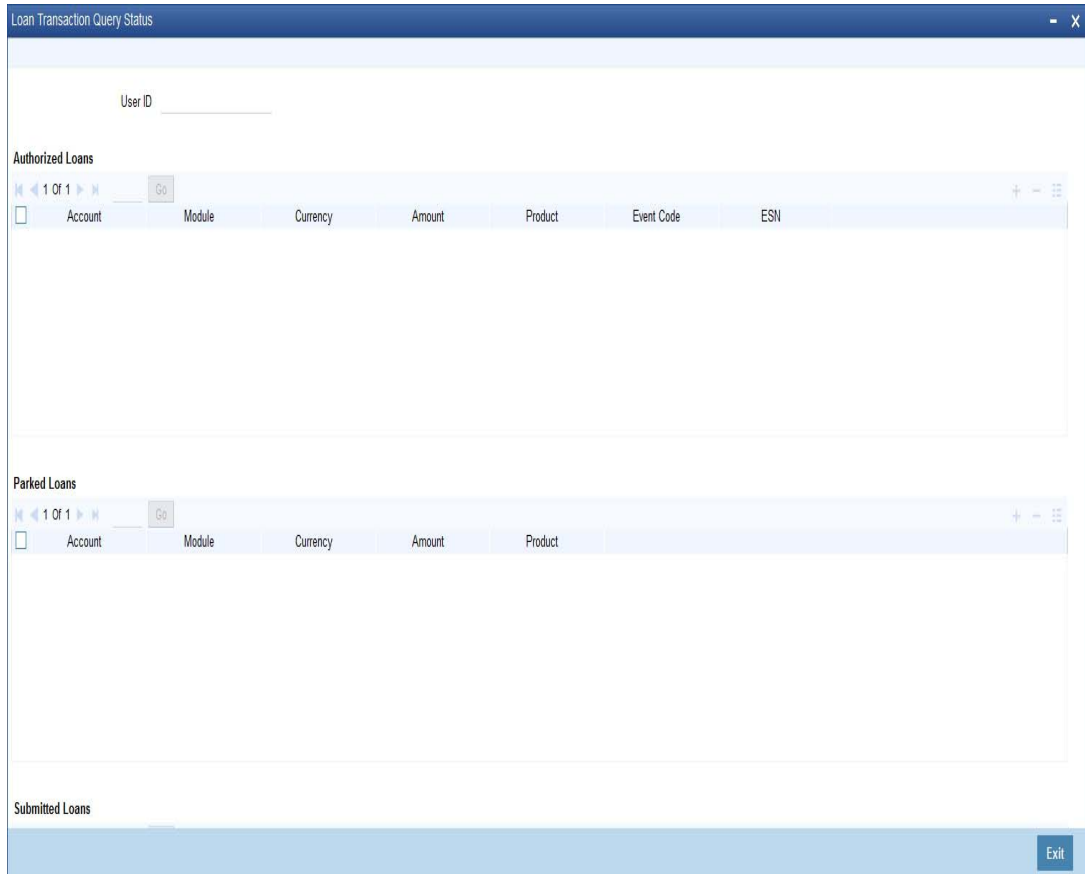 Loan Transaction Query Status
User ID
Authorized Loans
1 Of 1 Go
Account Module Currency Amount Product Event Code ESN
Parked Loans
1 Of 1 Go
Account Module Currency Amount Product
Submitted Loans
Exit